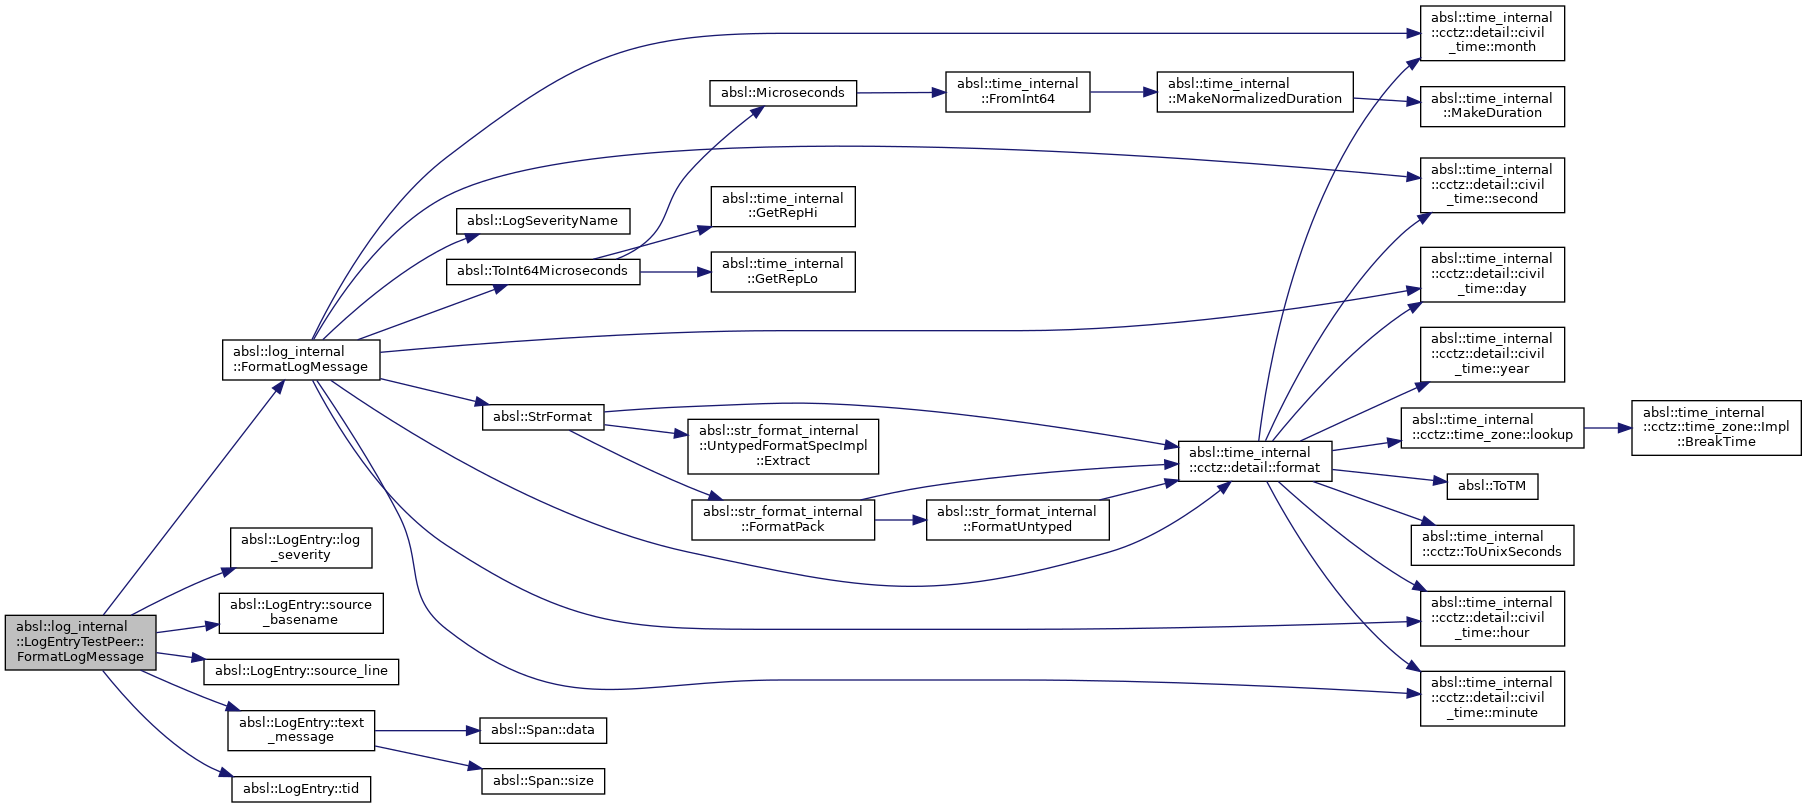 absl::log_internal
::LogEntryTestPeer::
FormatLogMessage
absl::log_internal
::FormatLogMessage
absl::LogEntry::log
_severity
absl::LogEntry::source
_basename
absl::LogEntry::source_line
absl::LogEntry::text
_message
absl::LogEntry::tid
absl::LogSeverityName
absl::ToInt64Microseconds
absl::StrFormat
absl::Span::data
absl::Span::size
absl::Microseconds
absl::time_internal
::GetRepHi
absl::time_internal
::GetRepLo
absl::str_format_internal
::UntypedFormatSpecImpl
::Extract
absl::str_format_internal
::FormatPack
absl::time_internal
::FromInt64
absl::str_format_internal
::FormatUntyped
absl::time_internal
::MakeNormalizedDuration
absl::time_internal
::cctz::detail::format
absl::time_internal
::cctz::detail::civil
_time::month
absl::time_internal
::MakeDuration
absl::time_internal
::cctz::detail::civil
_time::second
absl::time_internal
::cctz::detail::civil
_time::day
absl::time_internal
::cctz::detail::civil
_time::year
absl::time_internal
::cctz::time_zone::lookup
absl::ToTM
absl::time_internal
::cctz::ToUnixSeconds
absl::time_internal
::cctz::detail::civil
_time::hour
absl::time_internal
::cctz::detail::civil
_time::minute
absl::time_internal
::cctz::time_zone::Impl
::BreakTime